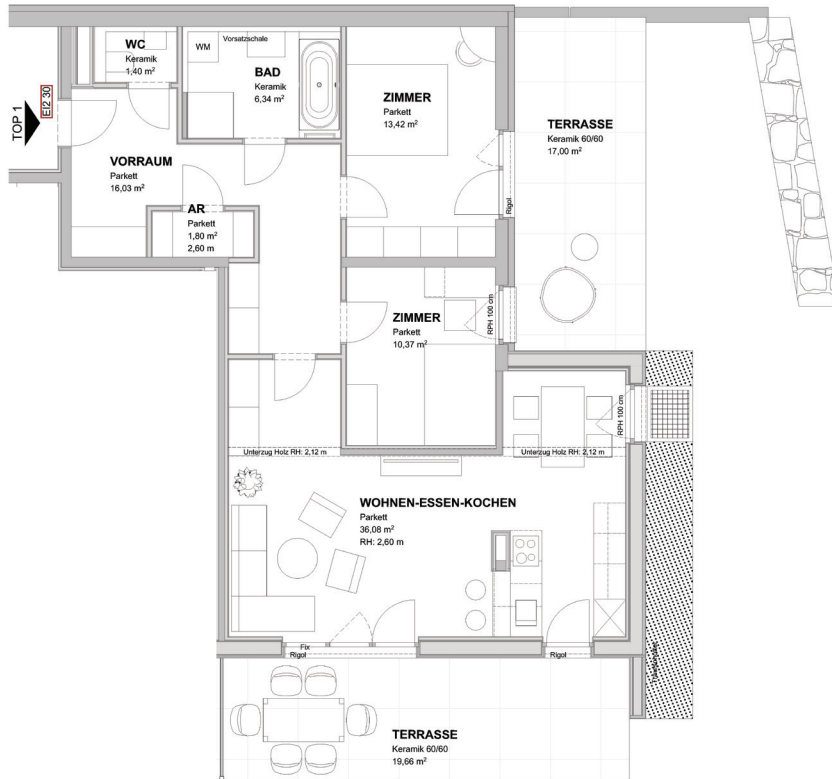 WC
Keramik
1,40 m²
WM
Vorsatzschale
BAD
Keramik
6,34 m²
ZIMMER
Parkett
13,42 m²
TERRASSE
Keramik 60/60
17,00 m²
TOP 1
EI2 30
VORRAUM
Parkett
16,03 m²
AR
Parkett
1,80 m²
2,60 m
Rigol
ZIMMER
Parkett
10,37 m²
RPH 100 cm
RPH 100 cm
Unterzug Holz RH: 2,12 m
Unterzug Holz RH: 2,12 m
WOHNEN-ESSEN-KOCHEN
Parkett
36,08 m²
RH: 2,60 m
Fix
Rigol
Rigol
TERRASSE
Keramik 60/60
19,66 m²